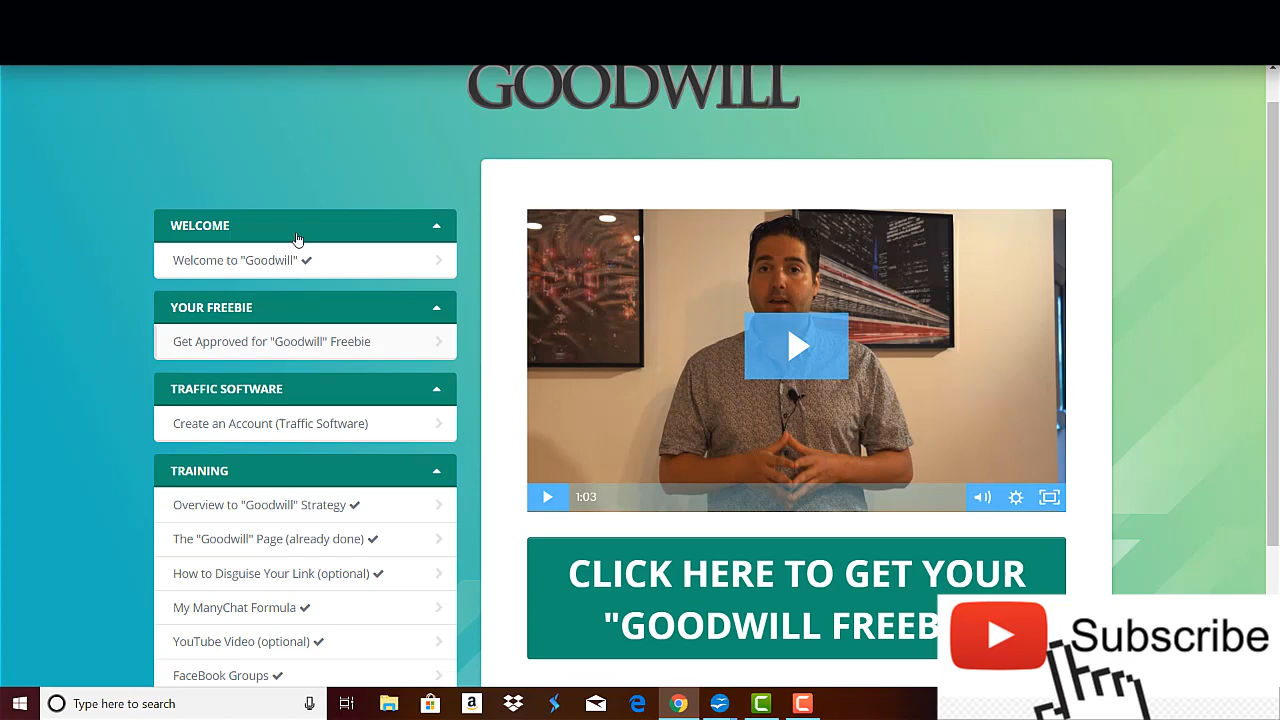 GOODWILL
WELCOME
Welcome to "Goodwill" ✔
YOUR FREEBIE
Get Approved for "Goodwill" Freebie
TRAFFIC SOFTWARE
Create an Account (Traffic Software)
TRAINING
Overview to "Goodwill" Strategy ✔
The "Goodwill" Page (already done) ✔
How to Disguise Your Link (optional) ✔
My ManyChat Formula ✔
YouTube Video (optional) ✔
FaceBook Groups ✔
1:03
CLICK HERE TO GET YOUR
"GOODWILL FREEB
Subscribe
Type here to search